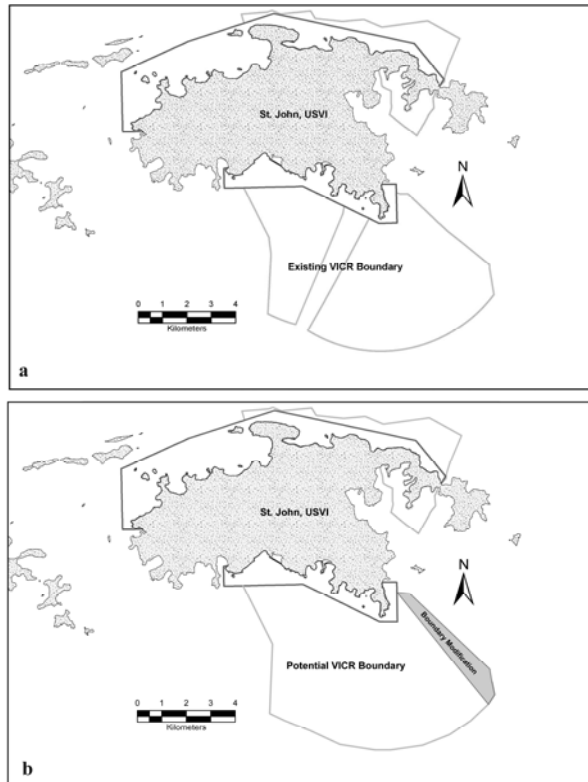 St. John, USVI
N
Existing VICR Boundary
0 1 2 3 4
Kilometers
a
St. John, USVI
N
Boundary Modification
Potential VICR Boundary
0 1 2 3 4
Kilometers
b